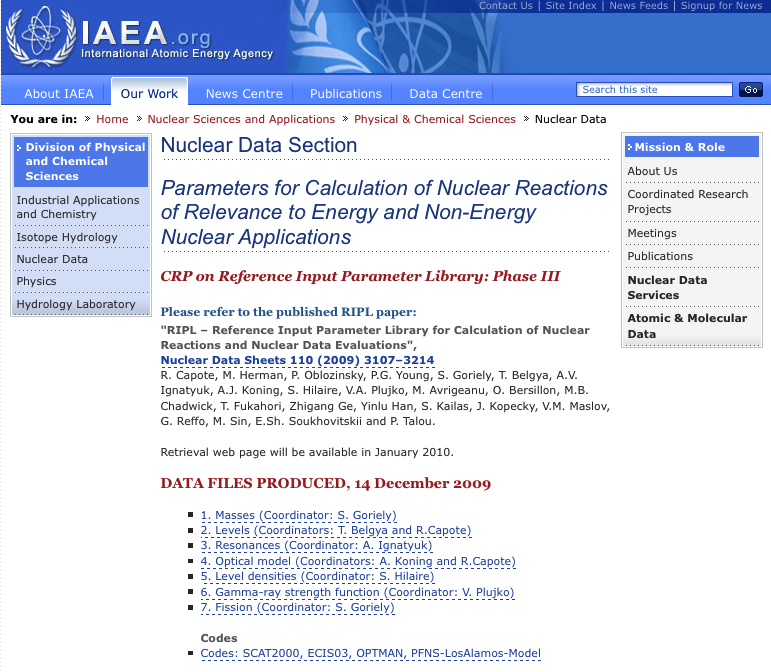 Contact Us | Site Index | News Feeds | Signup for News
IAEA.org
International Atomic Energy Agency
About IAEA
Our Work
News Centre
Publications
Data Centre
Search this site
Go
You are in: » Home » Nuclear Sciences and Applications » Physical & Chemical Sciences » Nuclear Data
Division of Physical
and Chemical
Sciences
Industrial Applications
and Chemistry
Isotope Hydrology
Nuclear Data
Physics
Hydrology Laboratory
Nuclear Data Section
Parameters for Calculation of Nuclear Reactions
of Relevance to Energy and Non-Energy
Nuclear Applications
CRP on Reference Input Parameter Library: Phase III
Please refer to the published RIPL paper:
"RIPL – Reference Input Parameter Library for Calculation of Nuclear
Reactions and Nuclear Data Evaluations",
Nuclear Data Sheets 110 (2009) 3107–3214
R. Capote, M. Herman, P. Oblozinsky, P.G. Young, S. Goriely, T. Belgya, A.V.
Ignatyuk, A.J. Koning, S. Hilaire, V.A. Plujko, M. Avrigeanu, O. Bersillon, M.B.
Chadwick, T. Fukahori, Zhigang Ge, Yinlu Han, S. Kailas, J. Kopecky, V.M. Maslov,
G. Reffo, M. Sin, E.Sh. Soukhovitskii and P. Talou.
Retrieval web page will be available in January 2010.
DATA FILES PRODUCED, 14 December 2009
1. Masses (Coordinator: S. Goriely)
2. Levels (Coordinators: T. Belgya and R.Capote)
3. Resonances (Coordinator: A. Ignatyuk)
4. Optical model (Coordinators: A. Koning and R.Capote)
5. Level densities (Coordinator: S. Hilaire)
6. Gamma-ray strength function (Coordinator: V. Plujko)
7. Fission (Coordinator: S. Goriely)
Codes
Codes: SCAT2000, ECIS03, OPTMAN, PFNS-LosAlamos-Model
Mission & Role
About Us
Coordinated Research
Projects
Meetings
Publications
Nuclear Data
Services
Atomic & Molecular
Data